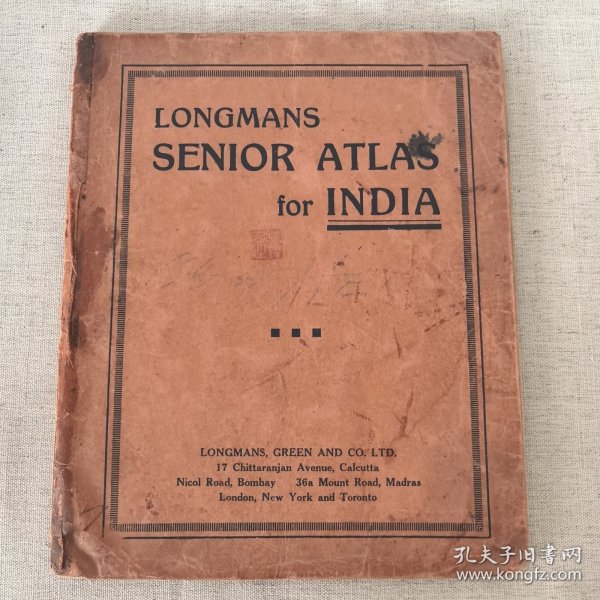 LONGMANS
SENIOR ATLAS
for INDIA
LONGMANS, GREEN AND CO. LTD.
17 Chittaranjan Avenue, Calcutta
Nicol Road, Bombay 36a Mount Road, Madras
London, New York and Toronto
孔夫子旧書网
www.kongfz.com